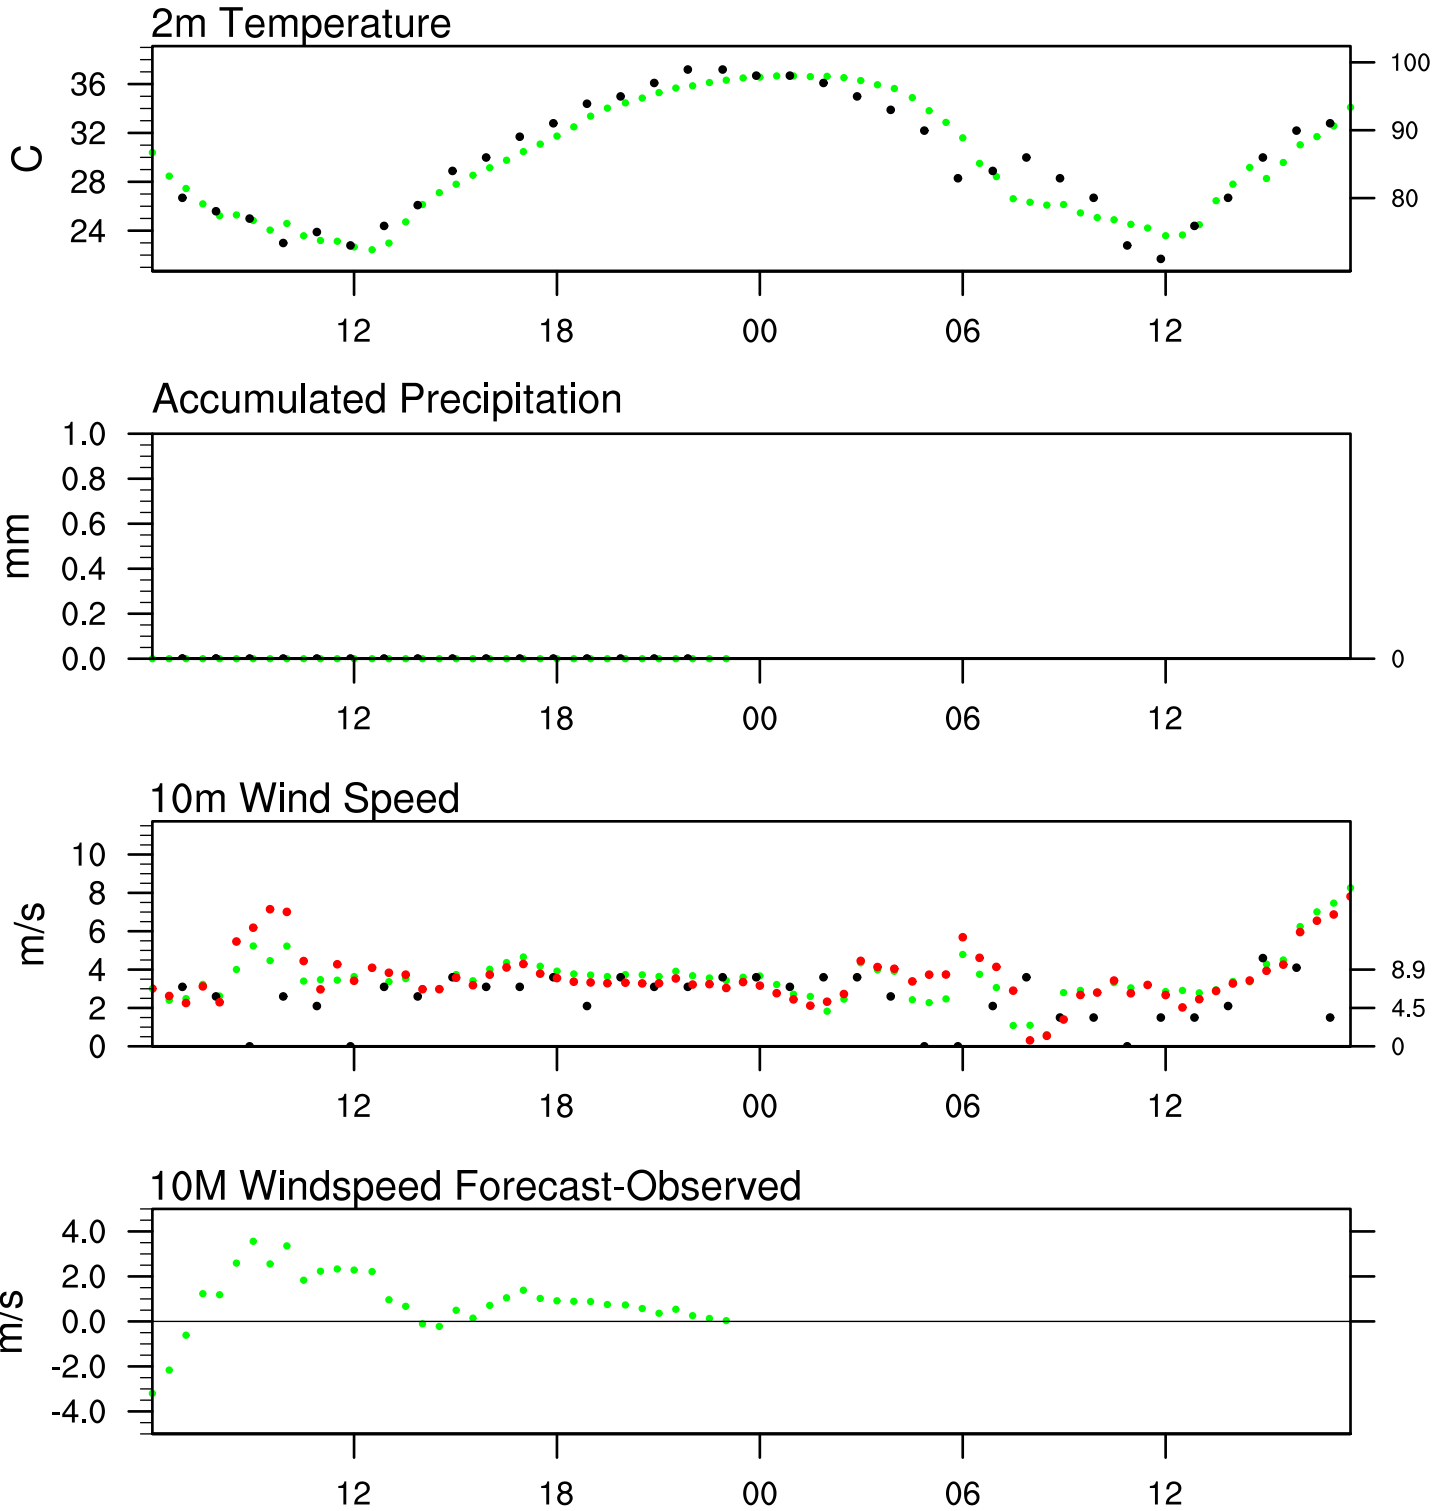 2m Temperature
C
36
32
28
24
100
90
80
12 18 00 06 12
Accumulated Precipitation
mm
1.0
0.8
0.6
0.4
0.2
0.0
0
12 18 00 06 12
10m Wind Speed
m/s
10
8
6
4
2
0
8.9
4.5
0
12 18 00 06 12
10M Windspeed Forecast-Observed
m/s
4.0
2.0
0.0
-2.0
-4.0
12 18 00 06 12